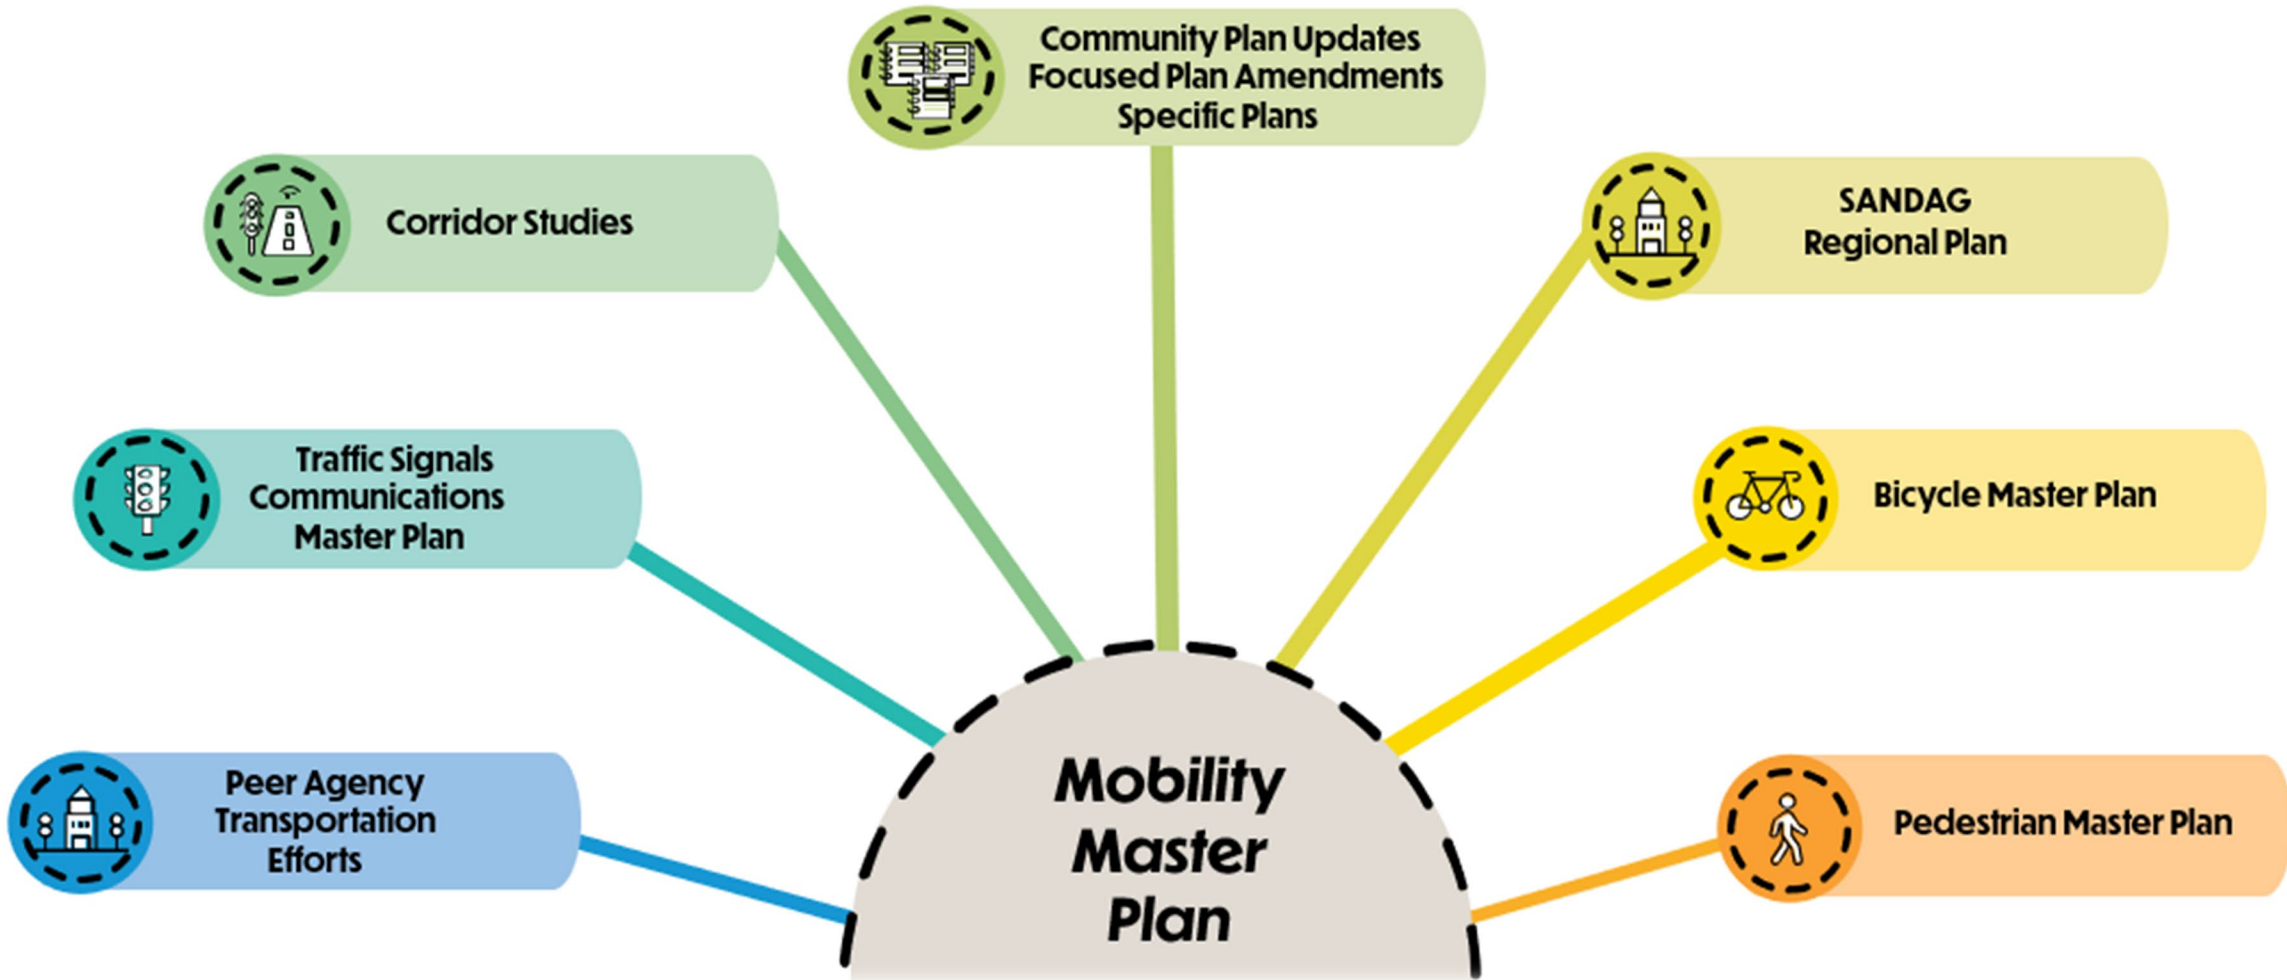 Community Plan Updates
Focused Plan Amendments
Specific Plans
Corridor Studies
SANDAG
Regional Plan
Traffic Signals
Communications
Master Plan
Bicycle Master Plan
Peer Agency
Transportation
Efforts
Mobility
Master
Plan
Pedestrian Master Plan